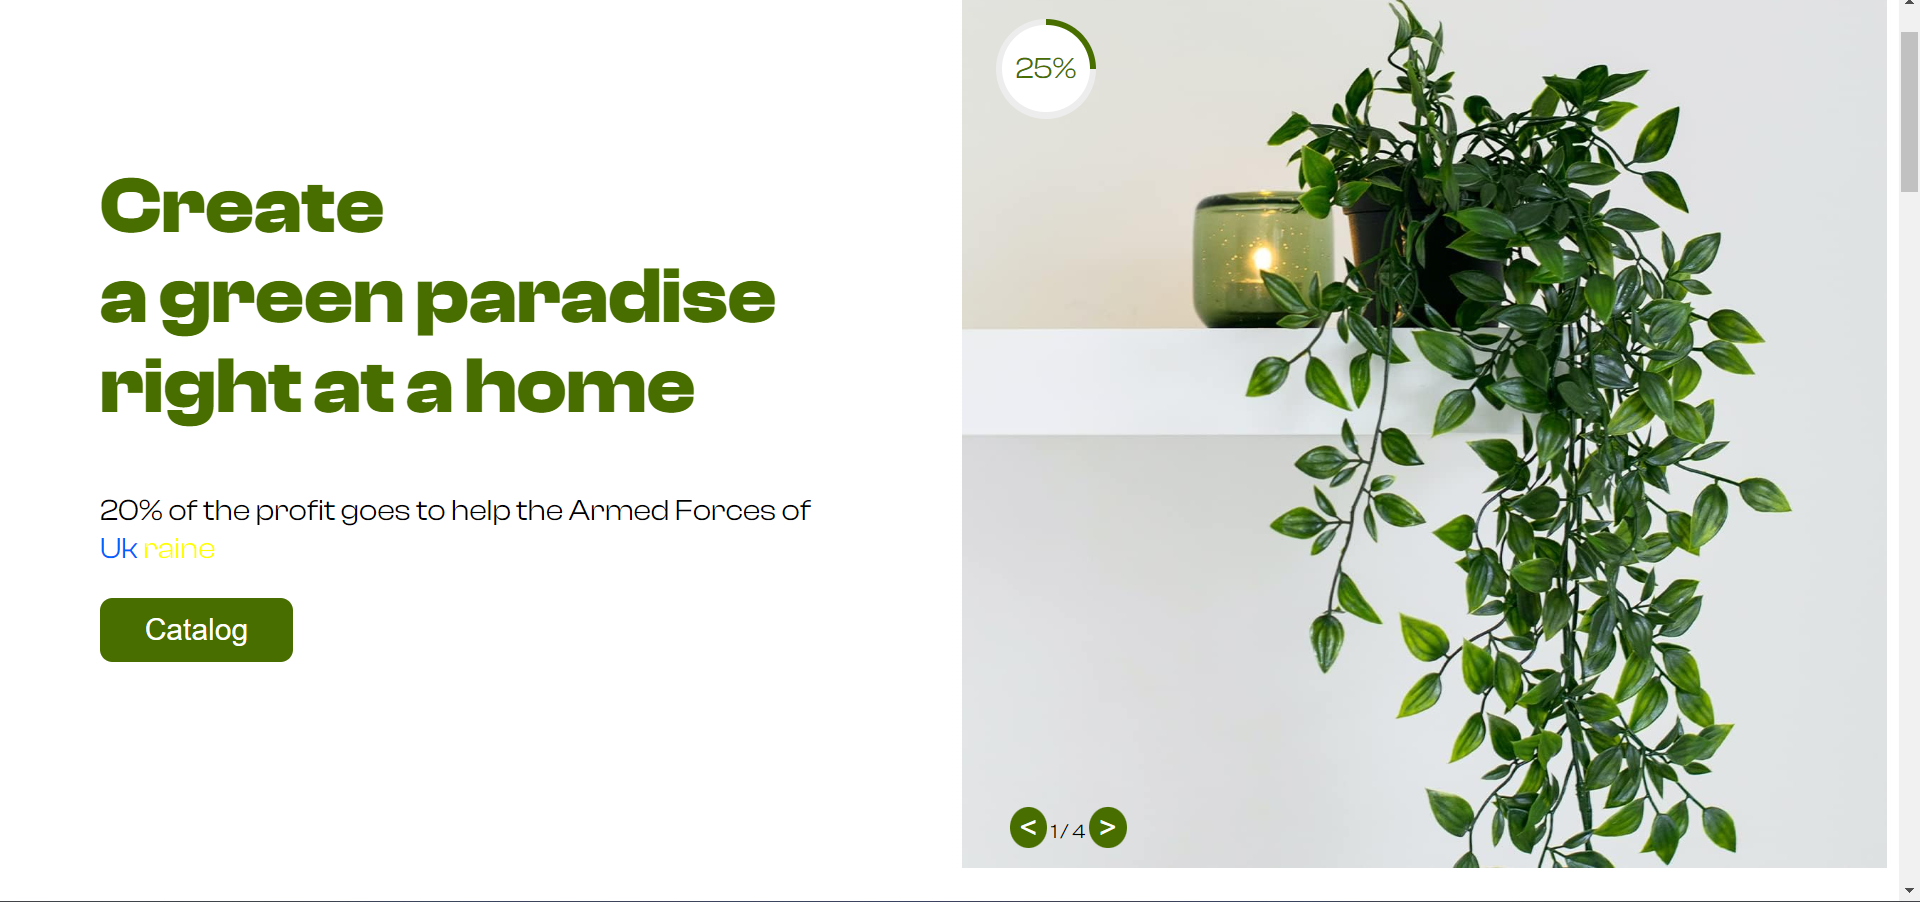 Create
a green paradise
right at a home
20% of the profit goes to help the Armed Forces of
Uk raine
Catalog
25%
< 1 / 4 >